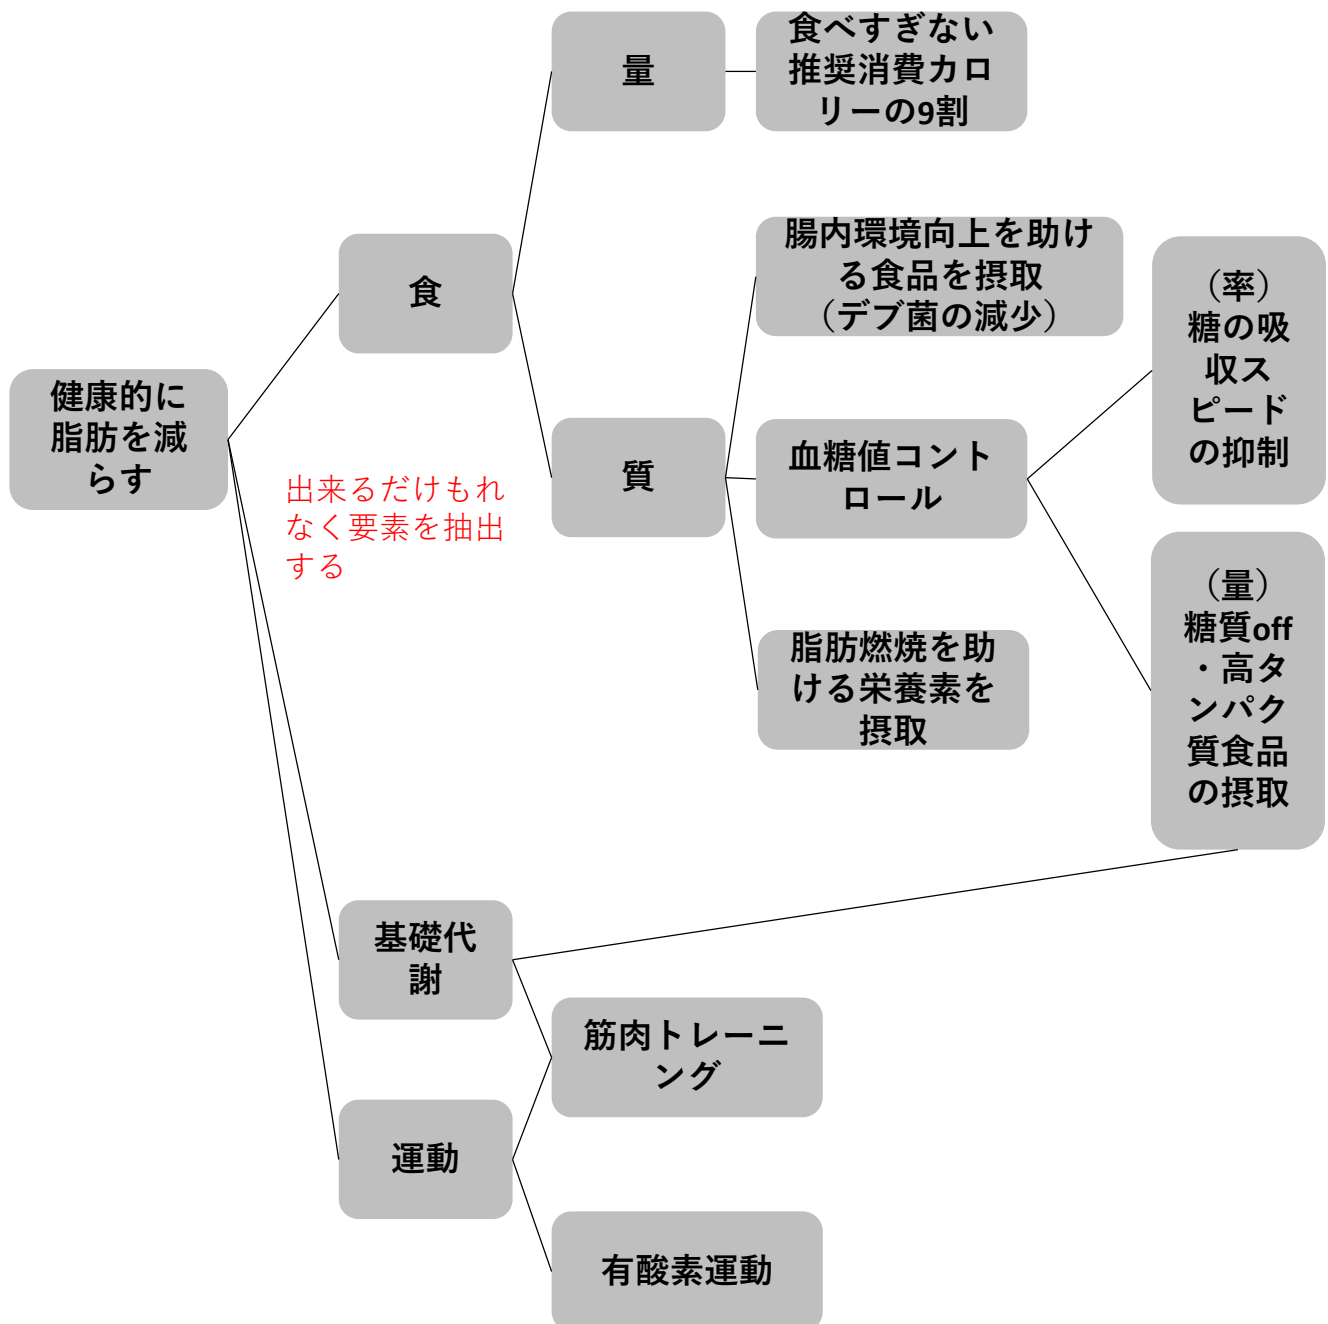 量
食べすぎない
推奨消費カロ
リーの9割
食
腸内環境向上を助け
る食品を摂取
（デブ菌の減少）
（率）
糖の吸
収ス
ピード
の抑制
健康的に
脂肪を減
らす
出来るだけもれ
なく要素を抽出
する
質
血糖値コント
ロール
脂肪燃焼を助
ける栄養素を
摂取
（量）
糖質off
・高タ
ンパク
質食品
の摂取
基礎代
謝
筋肉トレーニ
ング
運動
有酸素運動